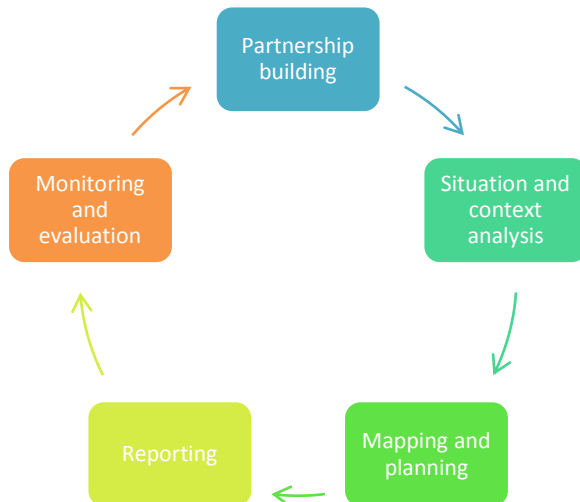 Partnership
building
Situation and
context
analysis
Mapping and
planning
Reporting
Monitoring
and
evaluation